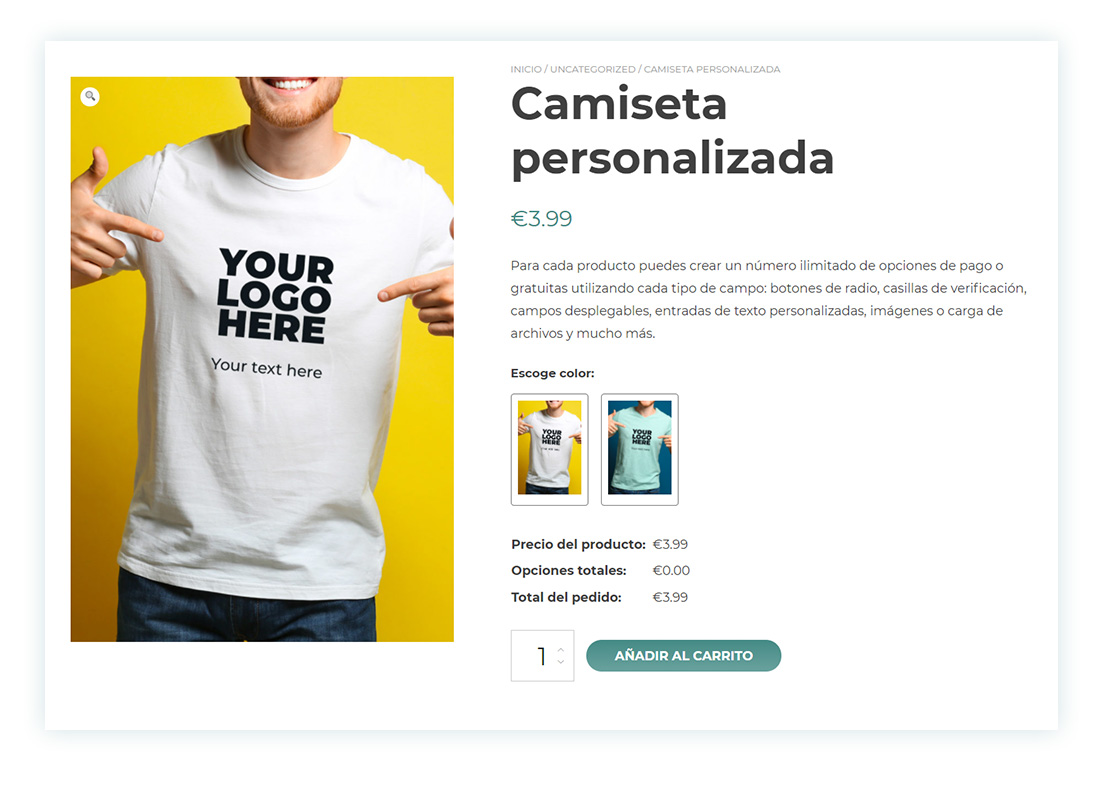 INICIO / UNCATEGORIZED / CAMISETA PERSONALIZADA
Camiseta
personalizada
€3.99
Para cada producto puedes crear un número ilimitado de opciones de pago o
gratuitas utilizando cada tipo de campo: botones de radio, casillas de verificación,
campos desplegables, entradas de texto personalizadas, imágenes o carga de
archivos y mucho más.
Escoge color:
YOUR
LOGO
HERE
YOUR
LOGO
HERE
Precio del producto: €3.99
Opciones totales: €0.00
Total del pedido: €3.99
1
AÑADIR AL CARRITO
YOUR
LOGO
HERE
Your text here